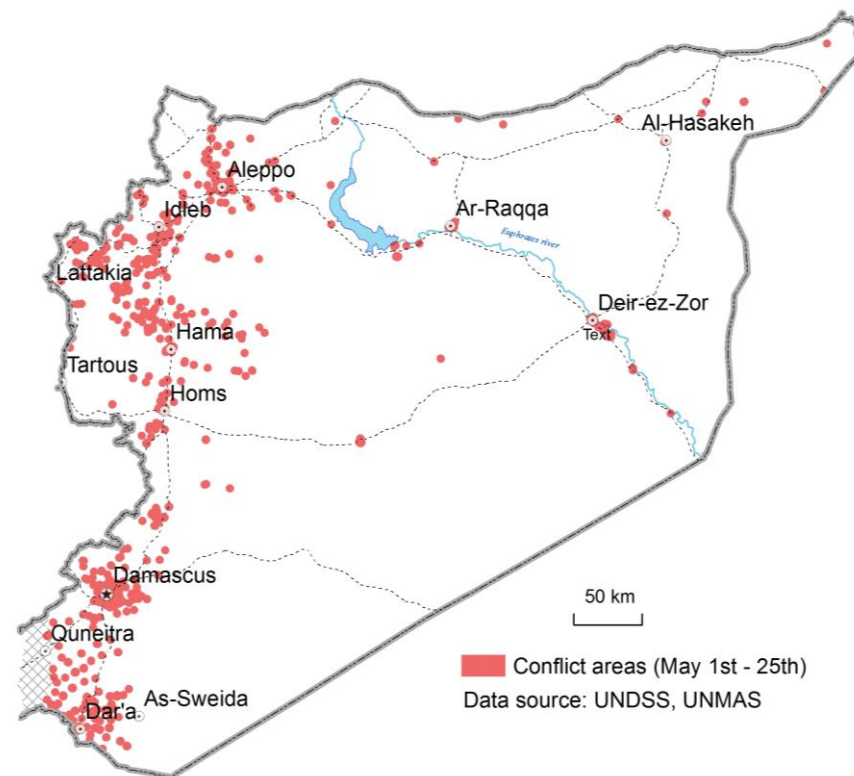 Al-Hasakeh
Aleppo
Idleb
Ar-Raqqa
Euphrates river
Lattakia
Deir-ez-Zor
Text
Hama
Tartous
Homs
Damascus
50 km
Quneitra
Conflict areas (May 1st - 25th)
As-Sweida
Data source: UNDSS, UNMAS
Dar'a